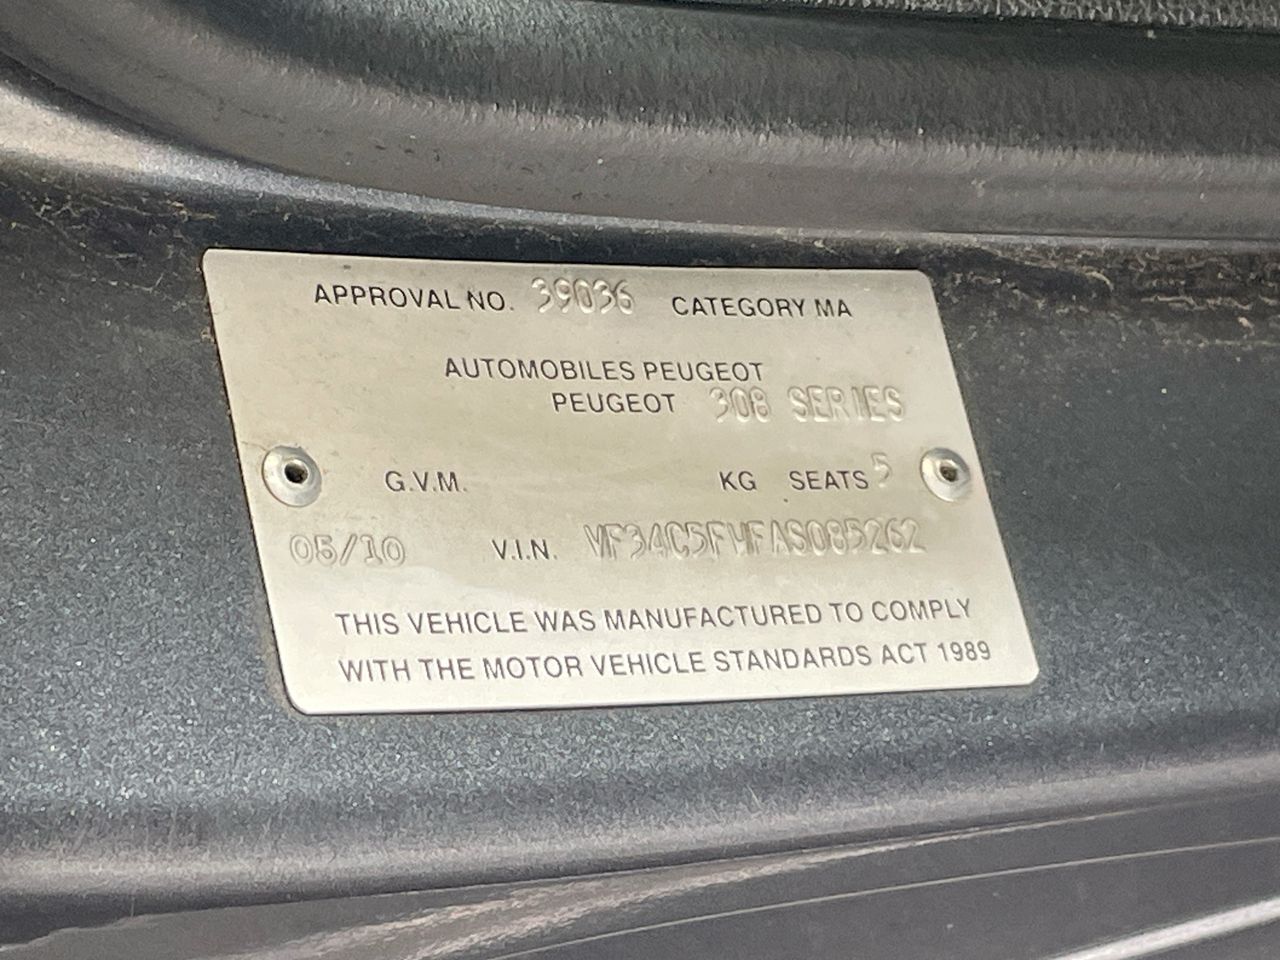 APPROVAL NO. 39036 CATEGORY MA
AUTOMOBILES PEUGEOT
PEUGEOT 308 SERIES
G.V.M. KG SEATS 5
05/10 V.I.N. VF34C5FWFAS085262
THIS VEHICLE WAS MANUFACTURED TO COMPLY
WITH THE MOTOR VEHICLE STANDARDS ACT 1989